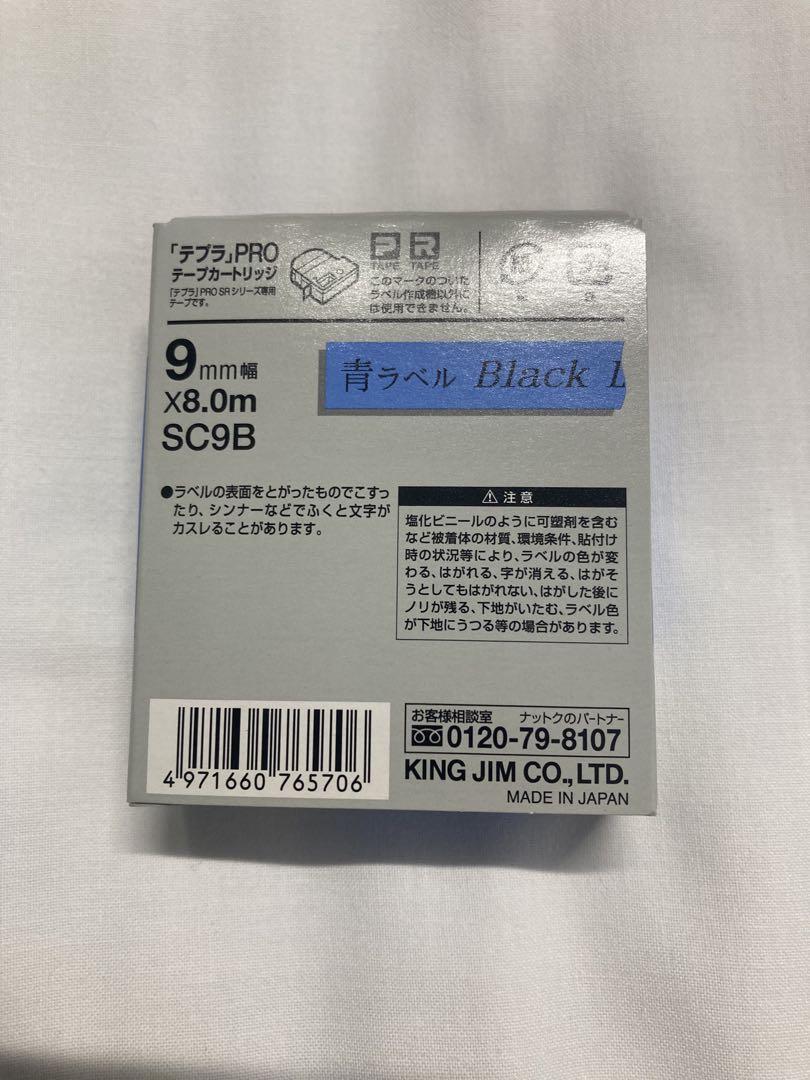 「テプラ」PRO
テープカートリッジ
「テプラ」PRO SRシリーズ専用
テープです。
P R
TAPE TAPE
このマークのついた
ラベル作成機以外に
は使用できません。
9mm幅
X8.0m
SC9B
青ラベル Black L
●ラベルの表面をとがったものでこすっ
たり、シンナーなどでふくと文字が
カスレることがあります。
注意
塩化ビニールのように可塑剤を含む
など被着体の材質、環境条件、貼付け
時の状況等により、ラベルの色が変
わる、はがれる、字が消える、はがそ
うとしてもはがれない、はがした後に
ノリが残る、下地がいたむ、ラベル色
が下地にうつる等の場合があります。
4 971660 765706
お客様相談室 ナットクのパートナー
0120-79-8107
KING JIM CO.,LTD.
MADE IN JAPAN